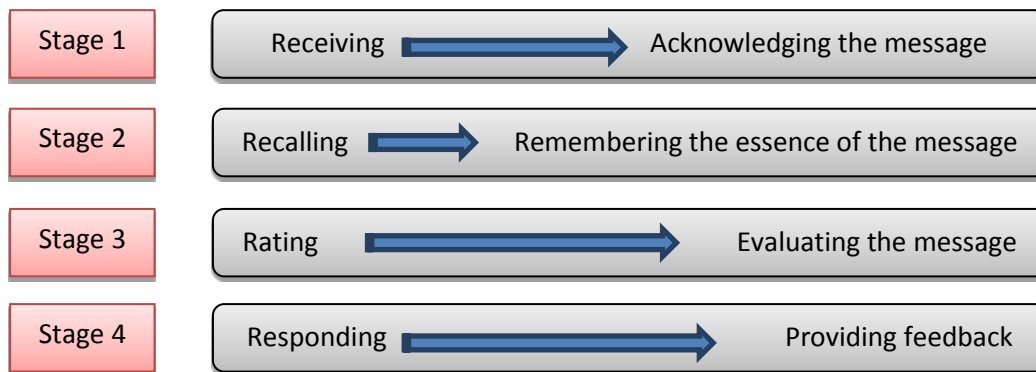 Stage 1
Receiving Acknowledging the message
Stage 2
Recalling Remembering the essence of the message
Stage 3
Rating Evaluating the message
Stage 4
Responding Providing feedback